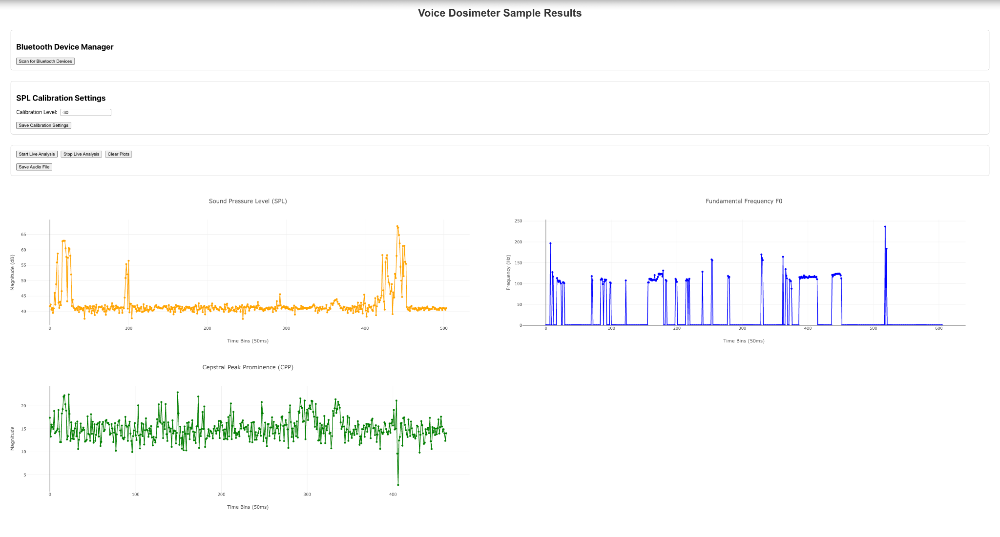 Voice Dosimeter Sample Results
Bluetooth Device Manager
Scan for Bluetooth Devices
SPL Calibration Settings
Calibration Level: -30
Save Calibration Settings
Start Live Analysis Stop Live Analysis Clear Plots
Save Audio File
Sound Pressure Level (SPL)
Magnitude (dB)
65
60
55
50
45
40
0 100 200 300 400 500
Time Bins (50ms)
Fundamental Frequency F0
Frequency (Hz)
250
200
150
100
50
0
0 100 200 300 400 500 600
Time Bins (50ms)
Cepstral Peak Prominence (CPP)
Magnitude
20
15
10
5
0 100 200 300 400
Time Bins (50ms)